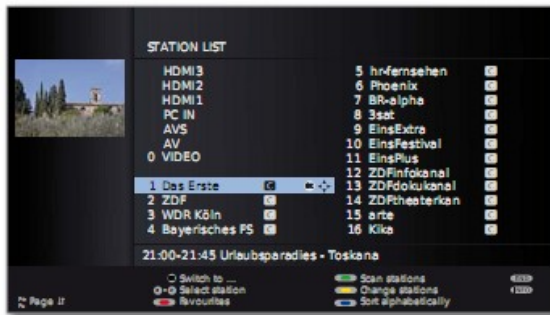 STATION LIST
HDMI3
HDMI2
HDMI1
PC IN
AVS
AV
0 VIDEO
1 Das Erste C
2 ZDF C
3 WDR Köln C
4 Bayerisches FS C
5 hr-fernsehen C
6 Phoenix C
7 BR-alpha C
8 3sat C
9 EinsExtra C
10 EinsFestival C
11 EinsPlus C
12 ZDFinfokanal C
13 ZDFdokukanal C
14 ZDFtheaterkan C
15 arte C
16 Kika C
21:00-21:45 Urlaubsparadies - Toskana
Switch to ...
0-9 Select station
Favourites
Scan stations
Change stations
Sort alphabetically
Page